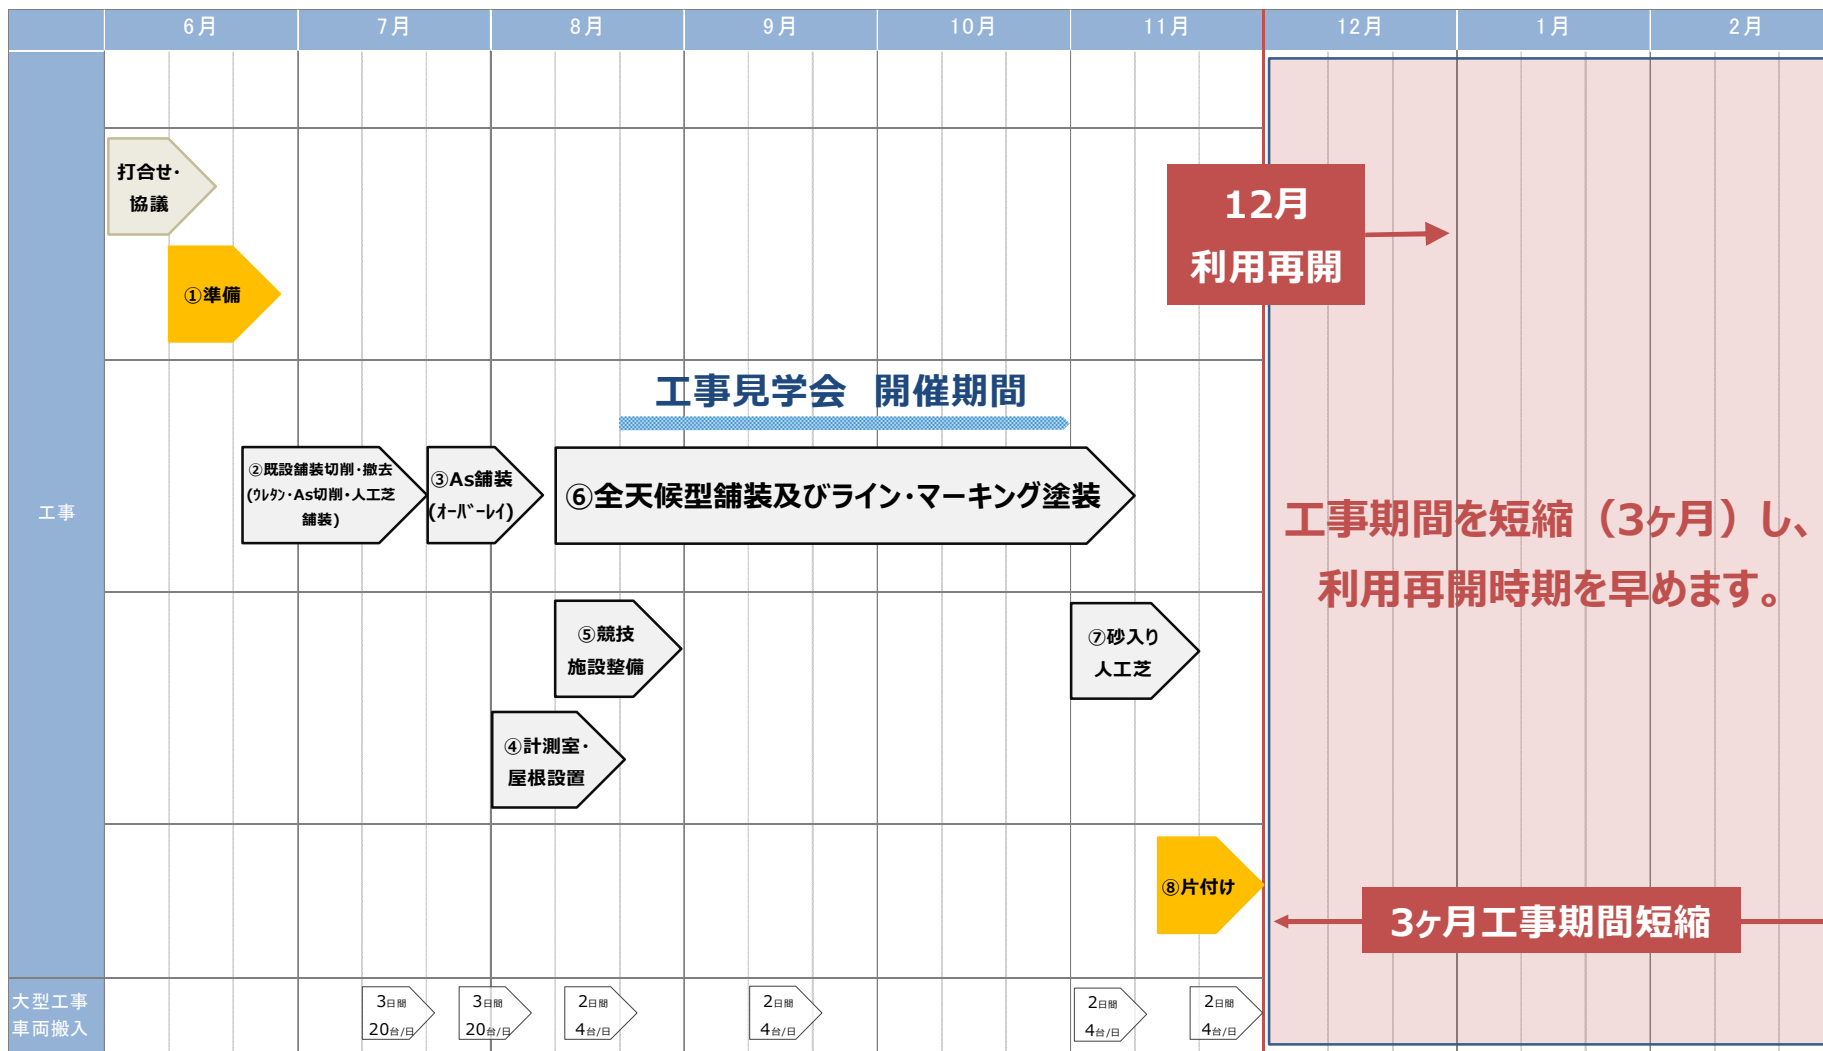 6月
7月
8月
9月
10月
11月
12月
1月
2月
打合せ・
協議
①準備
12月
利用再開
工事見学会　開催期間
工事
②既設舗装切削・撤去
(ｳﾚﾀﾝ・As切削・人工芝
舗装)
③As舗装
(ｵｰﾊﾞｰﾚｲ)
⑥全天候型舗装及びライン・マーキング塗装
工事期間を短縮（3ヶ月）し、
利用再開時期を早めます。
⑤競技
施設整備
⑦砂入り
人工芝
④計測室・
屋根設置
⑧片付け
3ヶ月工事期間短縮
大型工事
車両搬入
3日間
20台/日
3日間
20台/日
2日間
4台/日
2日間
4台/日
2日間
4台/日
2日間
4台/日